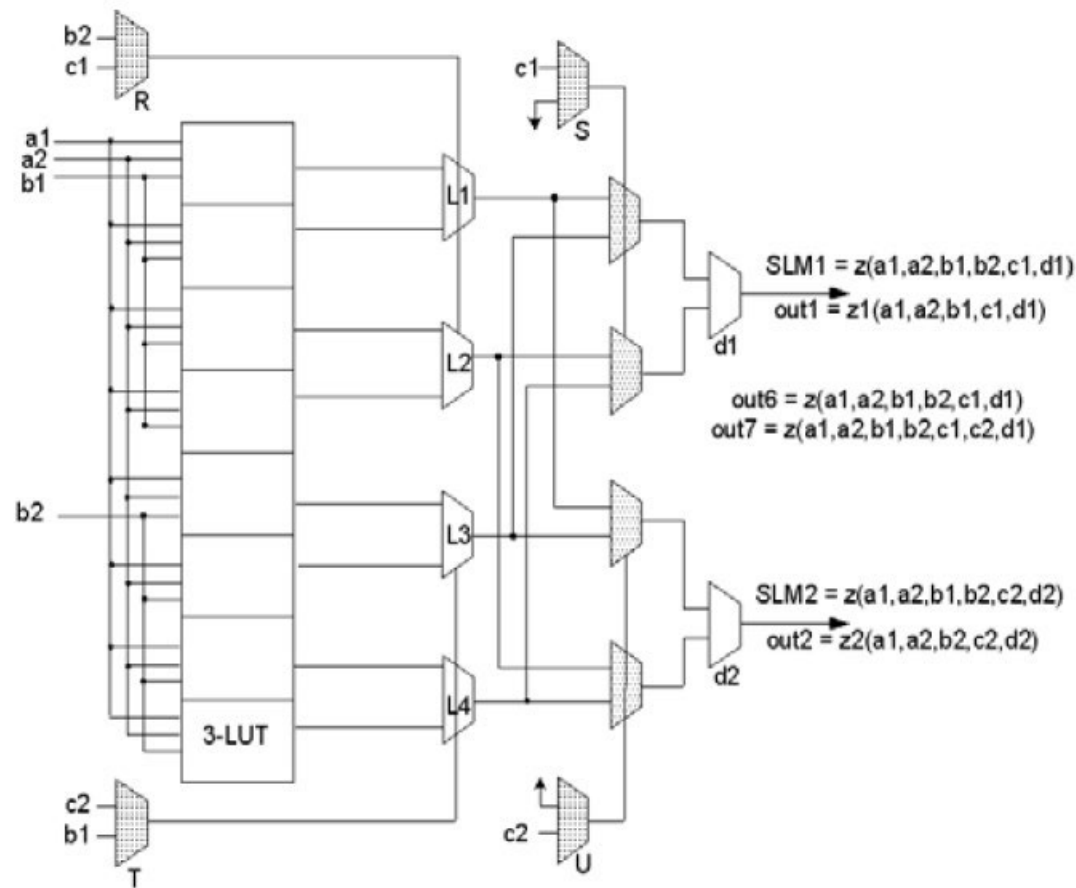 b2
c1
R
c1
S
a1
a2
b1
L1
SLM1 = z(a1,a2,b1,b2,c1,d1)
out1 = z1(a1,a2,b1,c1,d1)
d1
L2
out6 = z(a1,a2,b1,b2,c1,d1)
out7 = z(a1,a2,b1,b2,c1,c2,d1)
b2
L3
SLM2 = z(a1,a2,b1,b2,c2,d2)
out2 = z2(a1,a2,b2,c2,d2)
d2
L4
3-LUT
c2
b1
T
c2
U